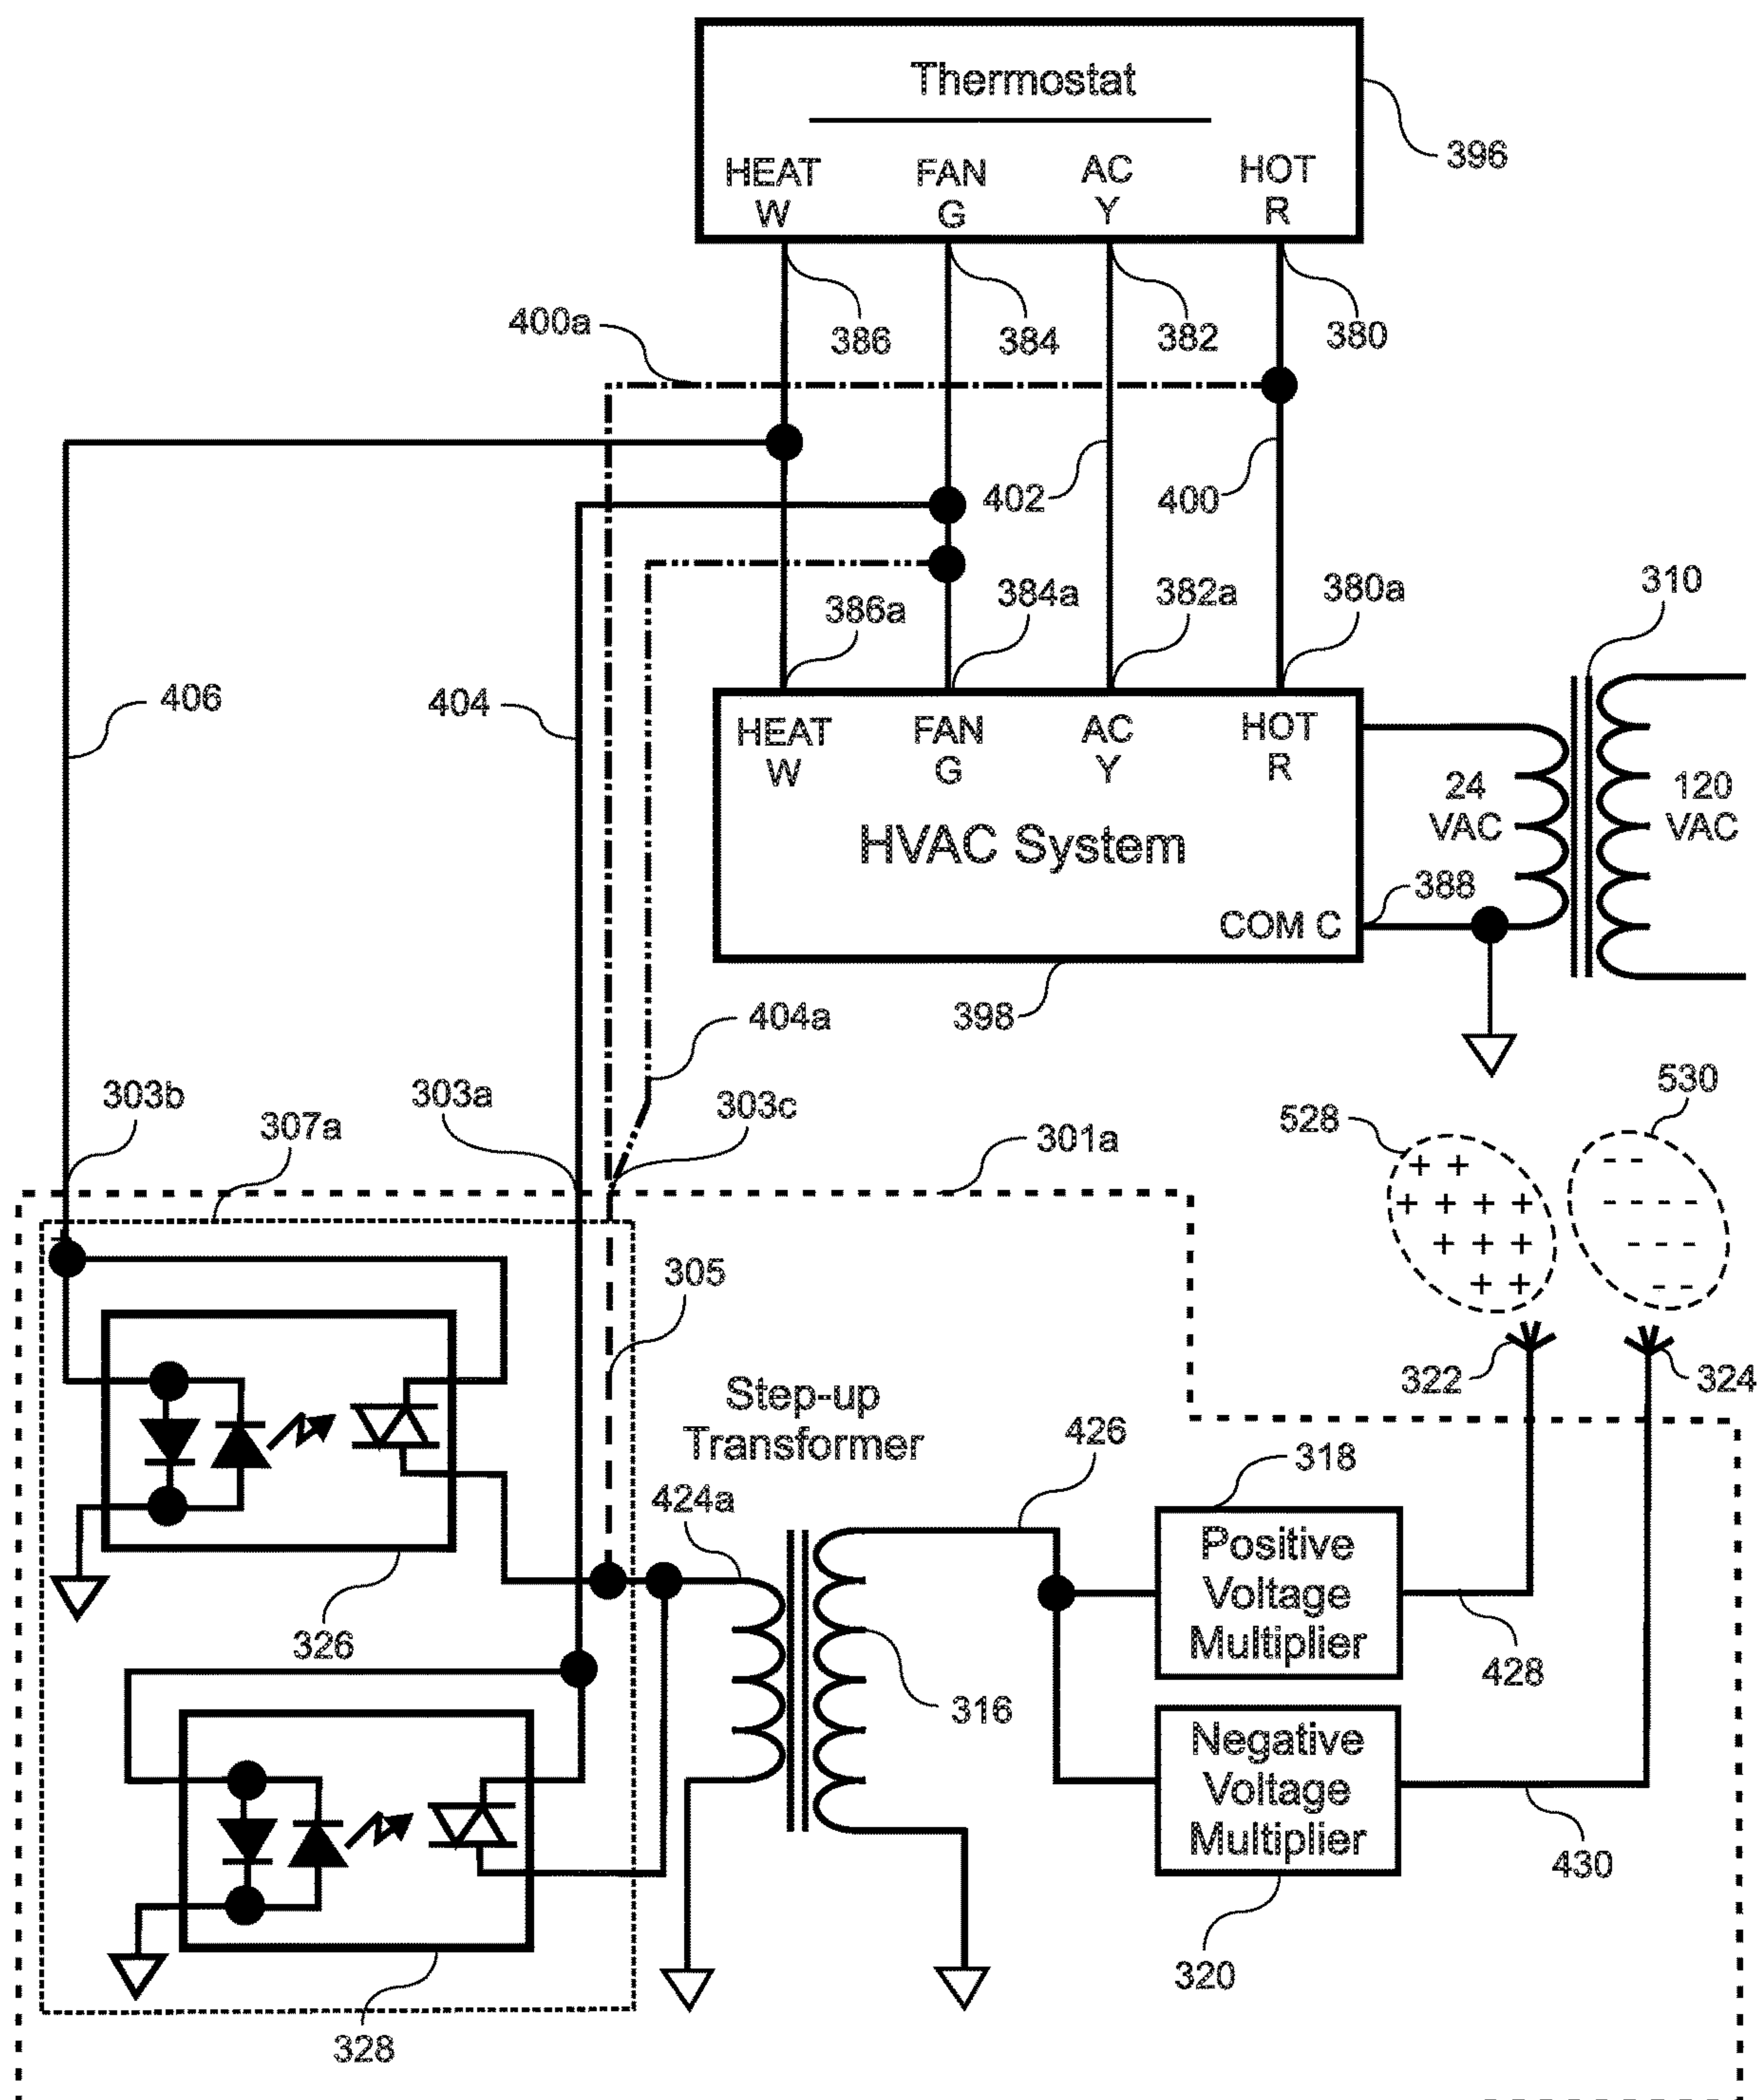 Thermostat
HEAT FAN AC HOT
W G Y R
396
386 384 382 380
400a
402 400
386a 384a 382a 380a 310
406 404
HEAT FAN AC HOT
W G Y R
24 VAC
120 VAC
HVAC System
388
COM C
398
404a
303b 303a 303c
307a 301a
528 530
+ +
+ + + +
+ + +
+ +
- -
- - - -
- - -
- -
305
322 324
Step-up
Transformer
426 318
424a
Positive
Voltage
Multiplier
326
428
316
Negative
Voltage
Multiplier
430
320
328